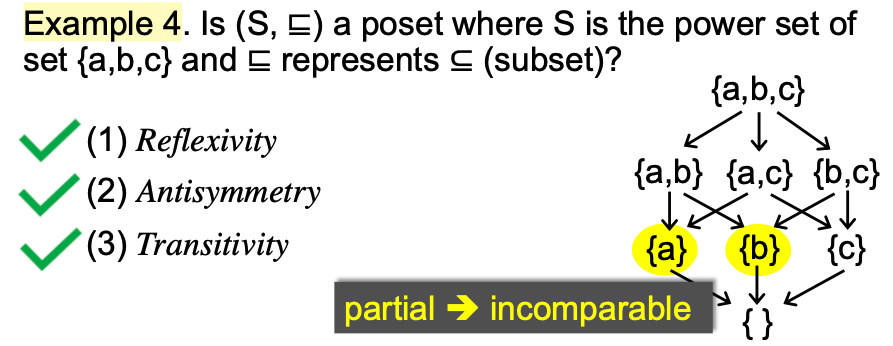 Example 4. Is (S, ⊑) a poset where S is the power set of
set {a,b,c} and ⊑ represents ⊆ (subset)?
(1) Reflexivity
(2) Antisymmetry
(3) Transitivity
{a,b,c}
{a,b} {a,c} {b,c}
{a} {b} {c}
partial ➔ incomparable
{ }